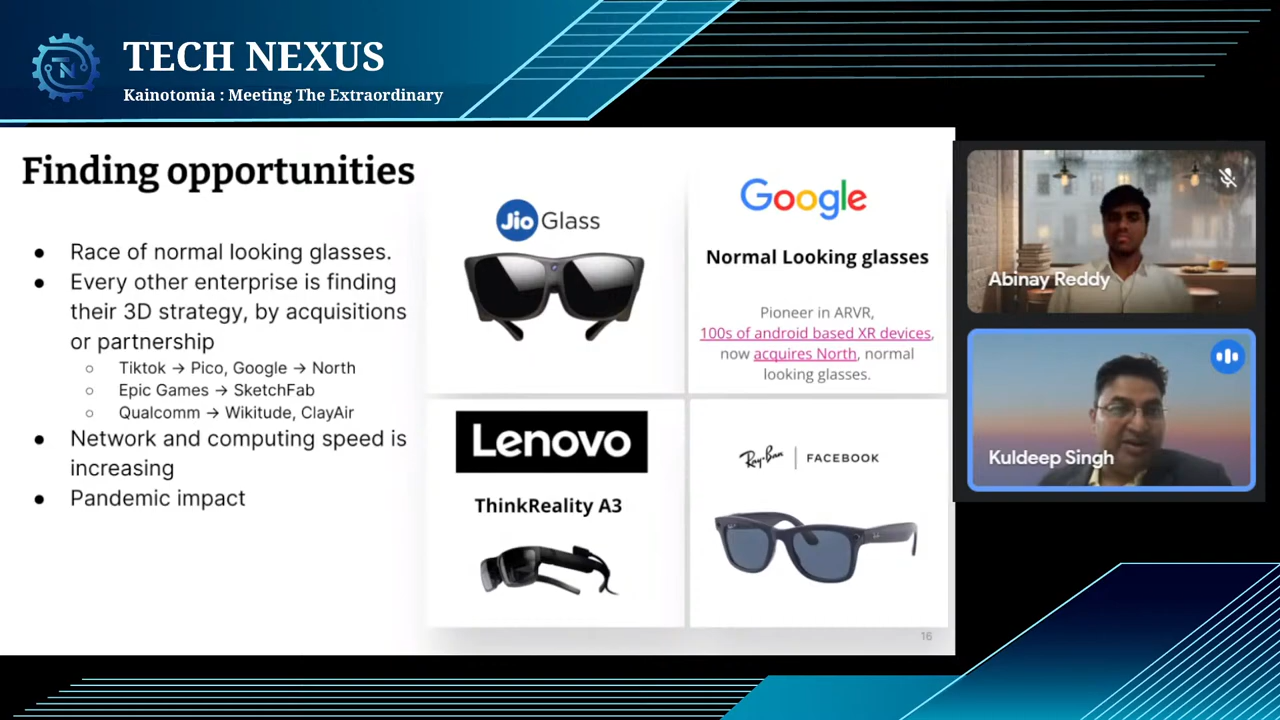 TECH NEXUS
Kainotomia : Meeting The Extraordinary
TN
Finding opportunities
● Race of normal looking glasses.
● Every other enterprise is finding
their 3D strategy, by acquisitions
or partnership
○ Tiktok → Pico, Google → North
○ Epic Games → SketchFab
○ Qualcomm → Wikitude, ClayAir
● Network and computing speed is
increasing
● Pandemic impact
Jio Glass
Google
Normal Looking glasses
Pioneer in ARVR,
100s of android based XR devices,
now acquires North, normal
looking glasses.
Lenovo
ThinkReality A3
Ray-Ban | FACEBOOK
16
Abinay Reddy
Kuldeep Singh